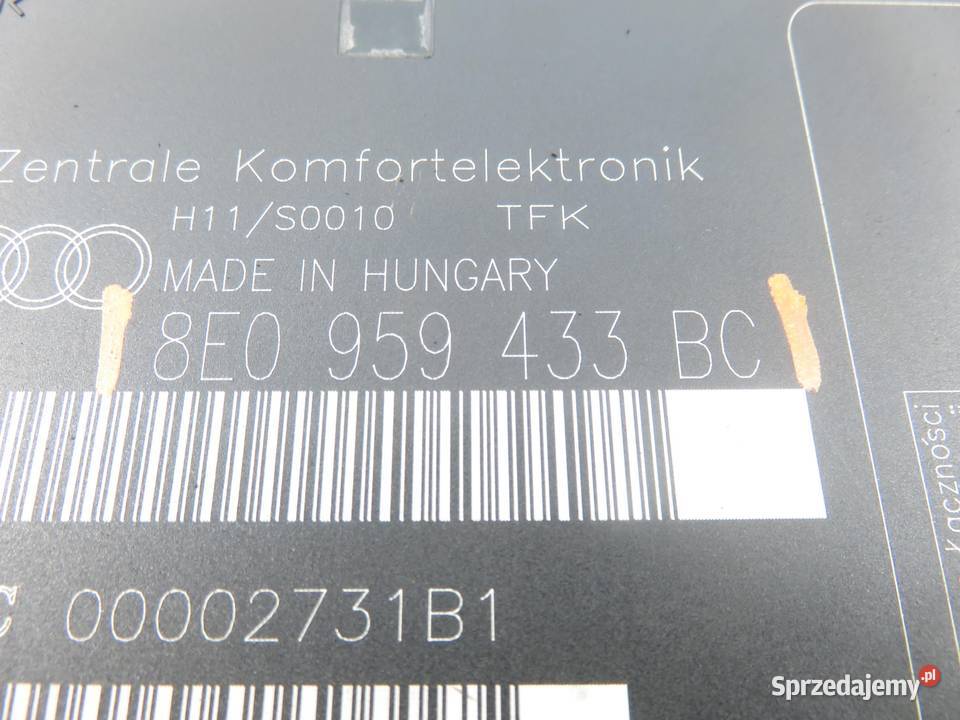 Zentrale Komfortelektronik
H11/S0010 TFK
MADE IN HUNGARY
8E0 959 433 BC
00002731B1
Sprzedajemy.pl